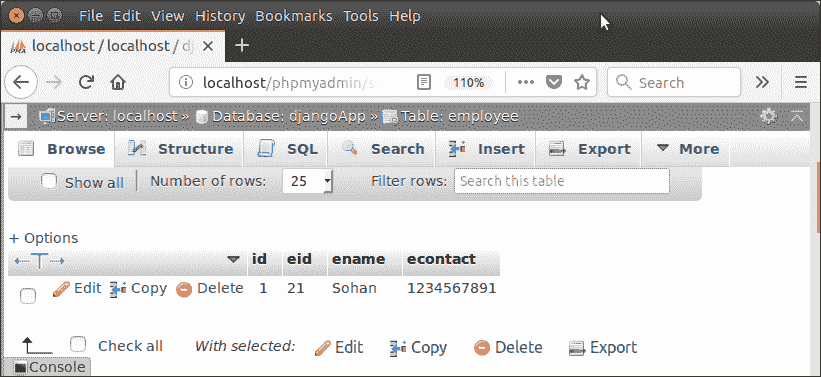 File Edit View History Bookmarks Tools Help
PMA localhost / localhost / dj
localhost/phpmyadmin/s 110% Search
Server: localhost » Database: djangoApp » Table: employee
Browse Structure SQL Search Insert Export More
Show all Number of rows: 25 Filter rows: Search this table
+ Options
id eid ename econtact
Edit Copy Delete 1 21 Sohan 1234567891
Check all With selected: Edit Copy Delete Export
Console